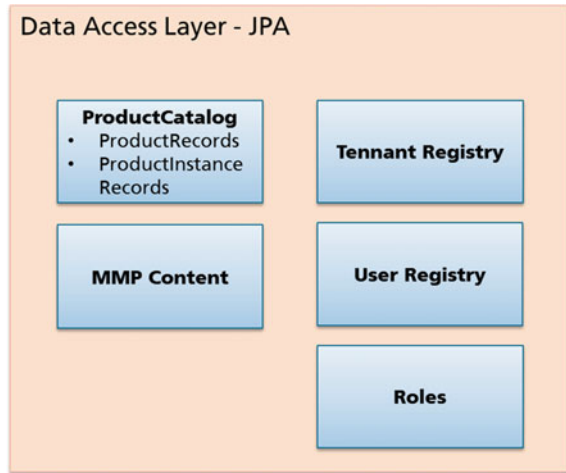 Data Access Layer - JPA
ProductCatalog
• ProductRecords
• ProductInstance
Records
MMP Content
Tennant Registry
User Registry
Roles